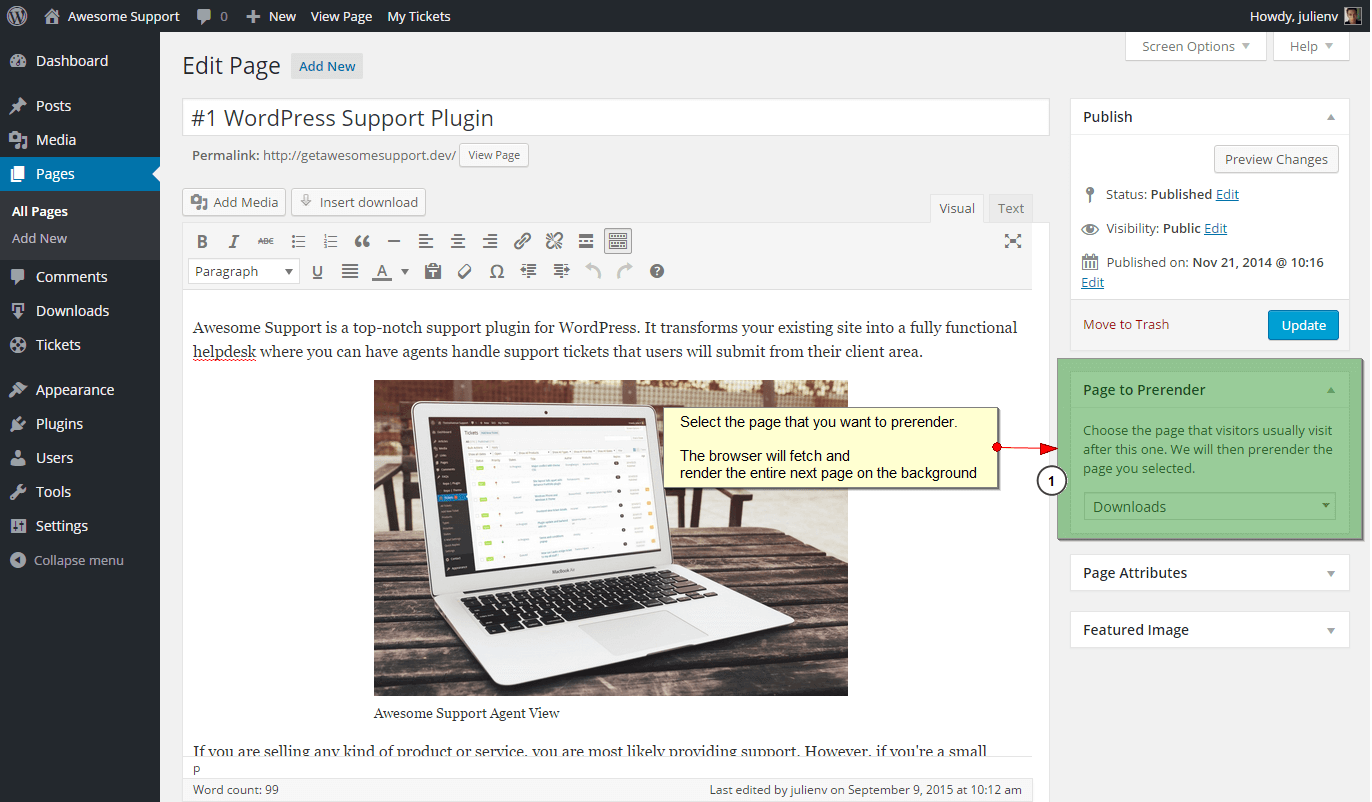 Awesome Support 0 New View Page My Tickets Howdy, julienv
Screen Options Help
Dashboard
Posts
Media
Pages
All Pages
Add New
Comments
Downloads
Tickets
Appearance
Plugins
Users
Tools
Settings
Collapse menu
Edit Page Add New
#1 WordPress Support Plugin
Permalink: http://getawesomesupport.dev/ View Page
Add Media Insert download
Visual Text
B I ABC
Paragraph U A Ω ?
Awesome Support is a top-notch support plugin for WordPress. It transforms your existing site into a fully functional
helpdesk where you can have agents handle support tickets that users will submit from their client area.
Tickets
MacBook Air
Select the page that you want to prerender.
The browser will fetch and
render the entire next page on the background
1
Awesome Support Agent View
If you are selling any kind of product or service, you are most likely providing support. However, if you're a small
p
Word count: 99 Last edited by julienv on September 9, 2015 at 10:12 am
Publish
Preview Changes
Status: Published Edit
Visibility: Public Edit
Published on: Nov 21, 2014 @ 10:16
Edit
Move to Trash Update
Page to Prerender
Choose the page that visitors usually visit
after this one. We will then prerender the
page you selected.
Downloads
Page Attributes
Featured Image